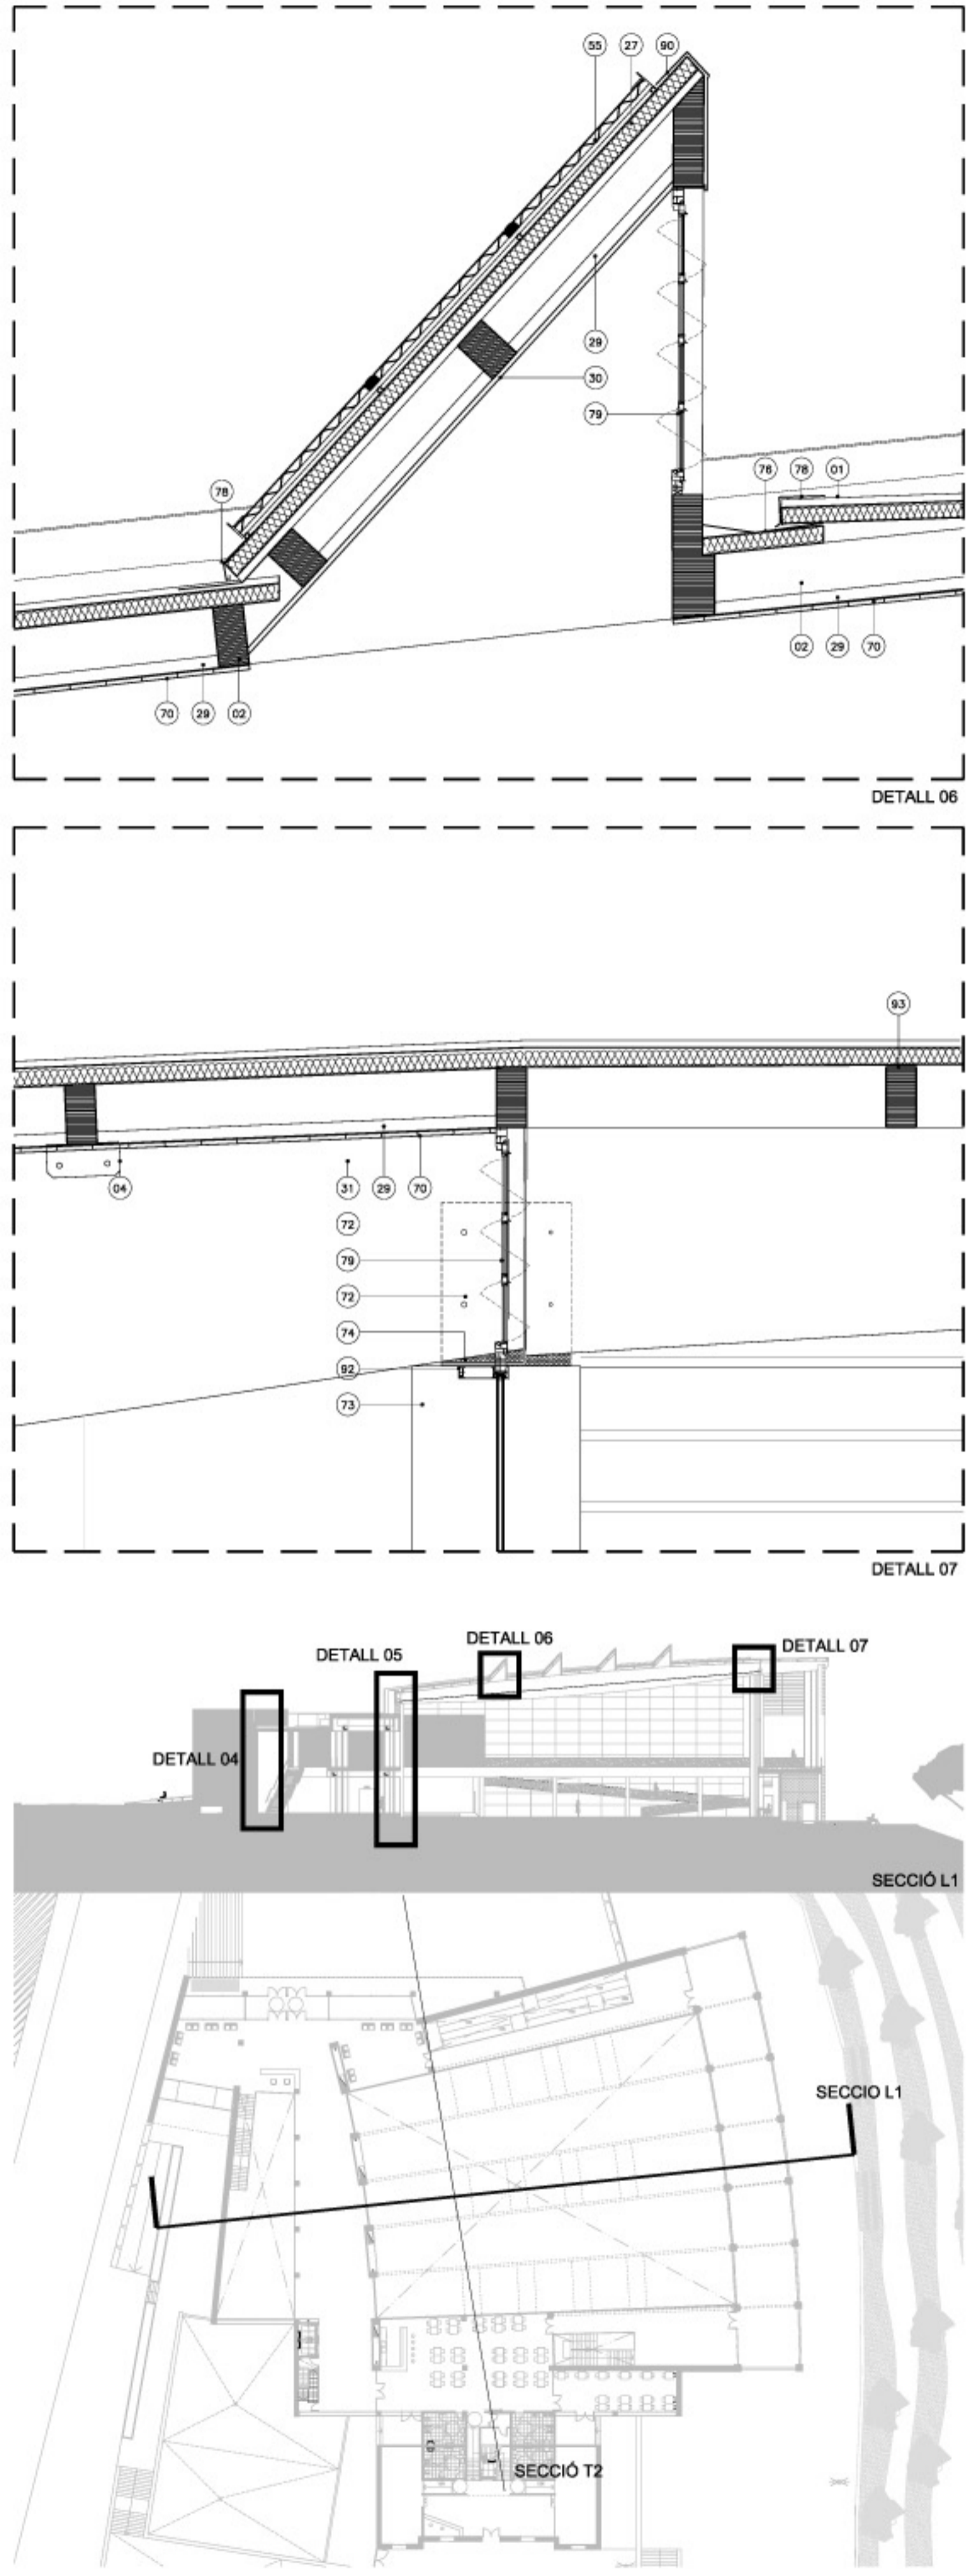 55 27 90
29
30
79
78
76 78 01
02 29 70
70 29 02
DETALL 06
93
04 31 29 70
72
79
72
74
92
73
DETALL 07
DETALL 06
DETALL 07
DETALL 05
DETALL 04
SECCIÓ L1
SECCIO L1
SECCIÓ T2